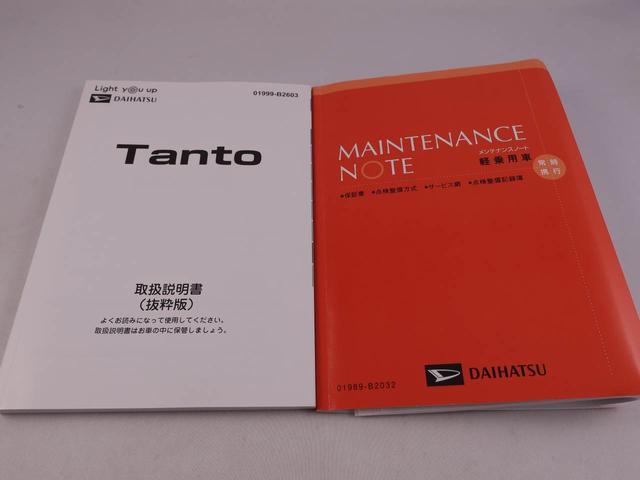 Light you up
DAIHATSU
01999-B2603
Tanto
取扱説明書
（抜粋版）
よくお読みになって使用してください。
取扱説明書はお車の中に保管しましょう。
MAINTENANCE
NOTE
メンテナンスノート
軽乗用車
常時
携行
●保証書 ●点検整備方式 ●サービス網 ●点検整備記録簿
01989-B2032
DAIHATSU